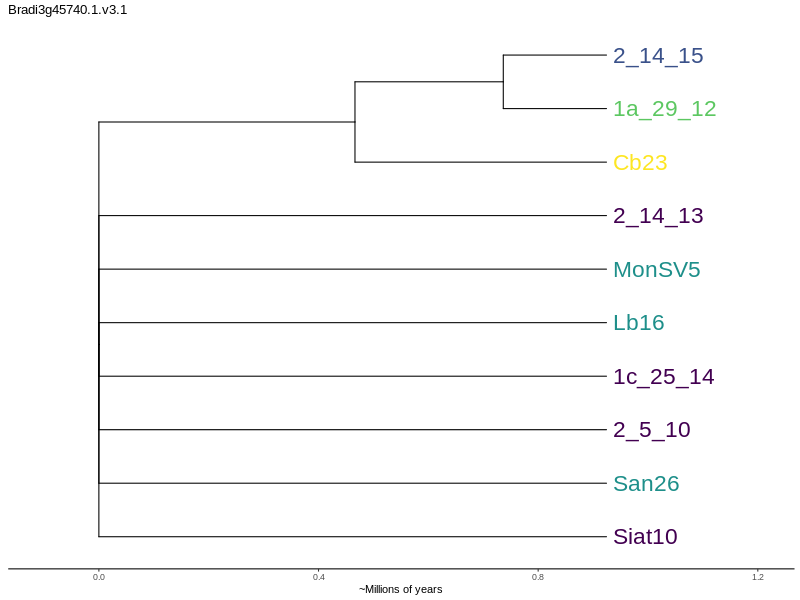 Bradi3g45740.1.v3.1
2_14_15
1a_29_12
Cb23
2_14_13
MonSV5
Lb16
1c_25_14
2_5_10
San26
Siat10
0.0 0.4 0.8 1.2
~Millions of years